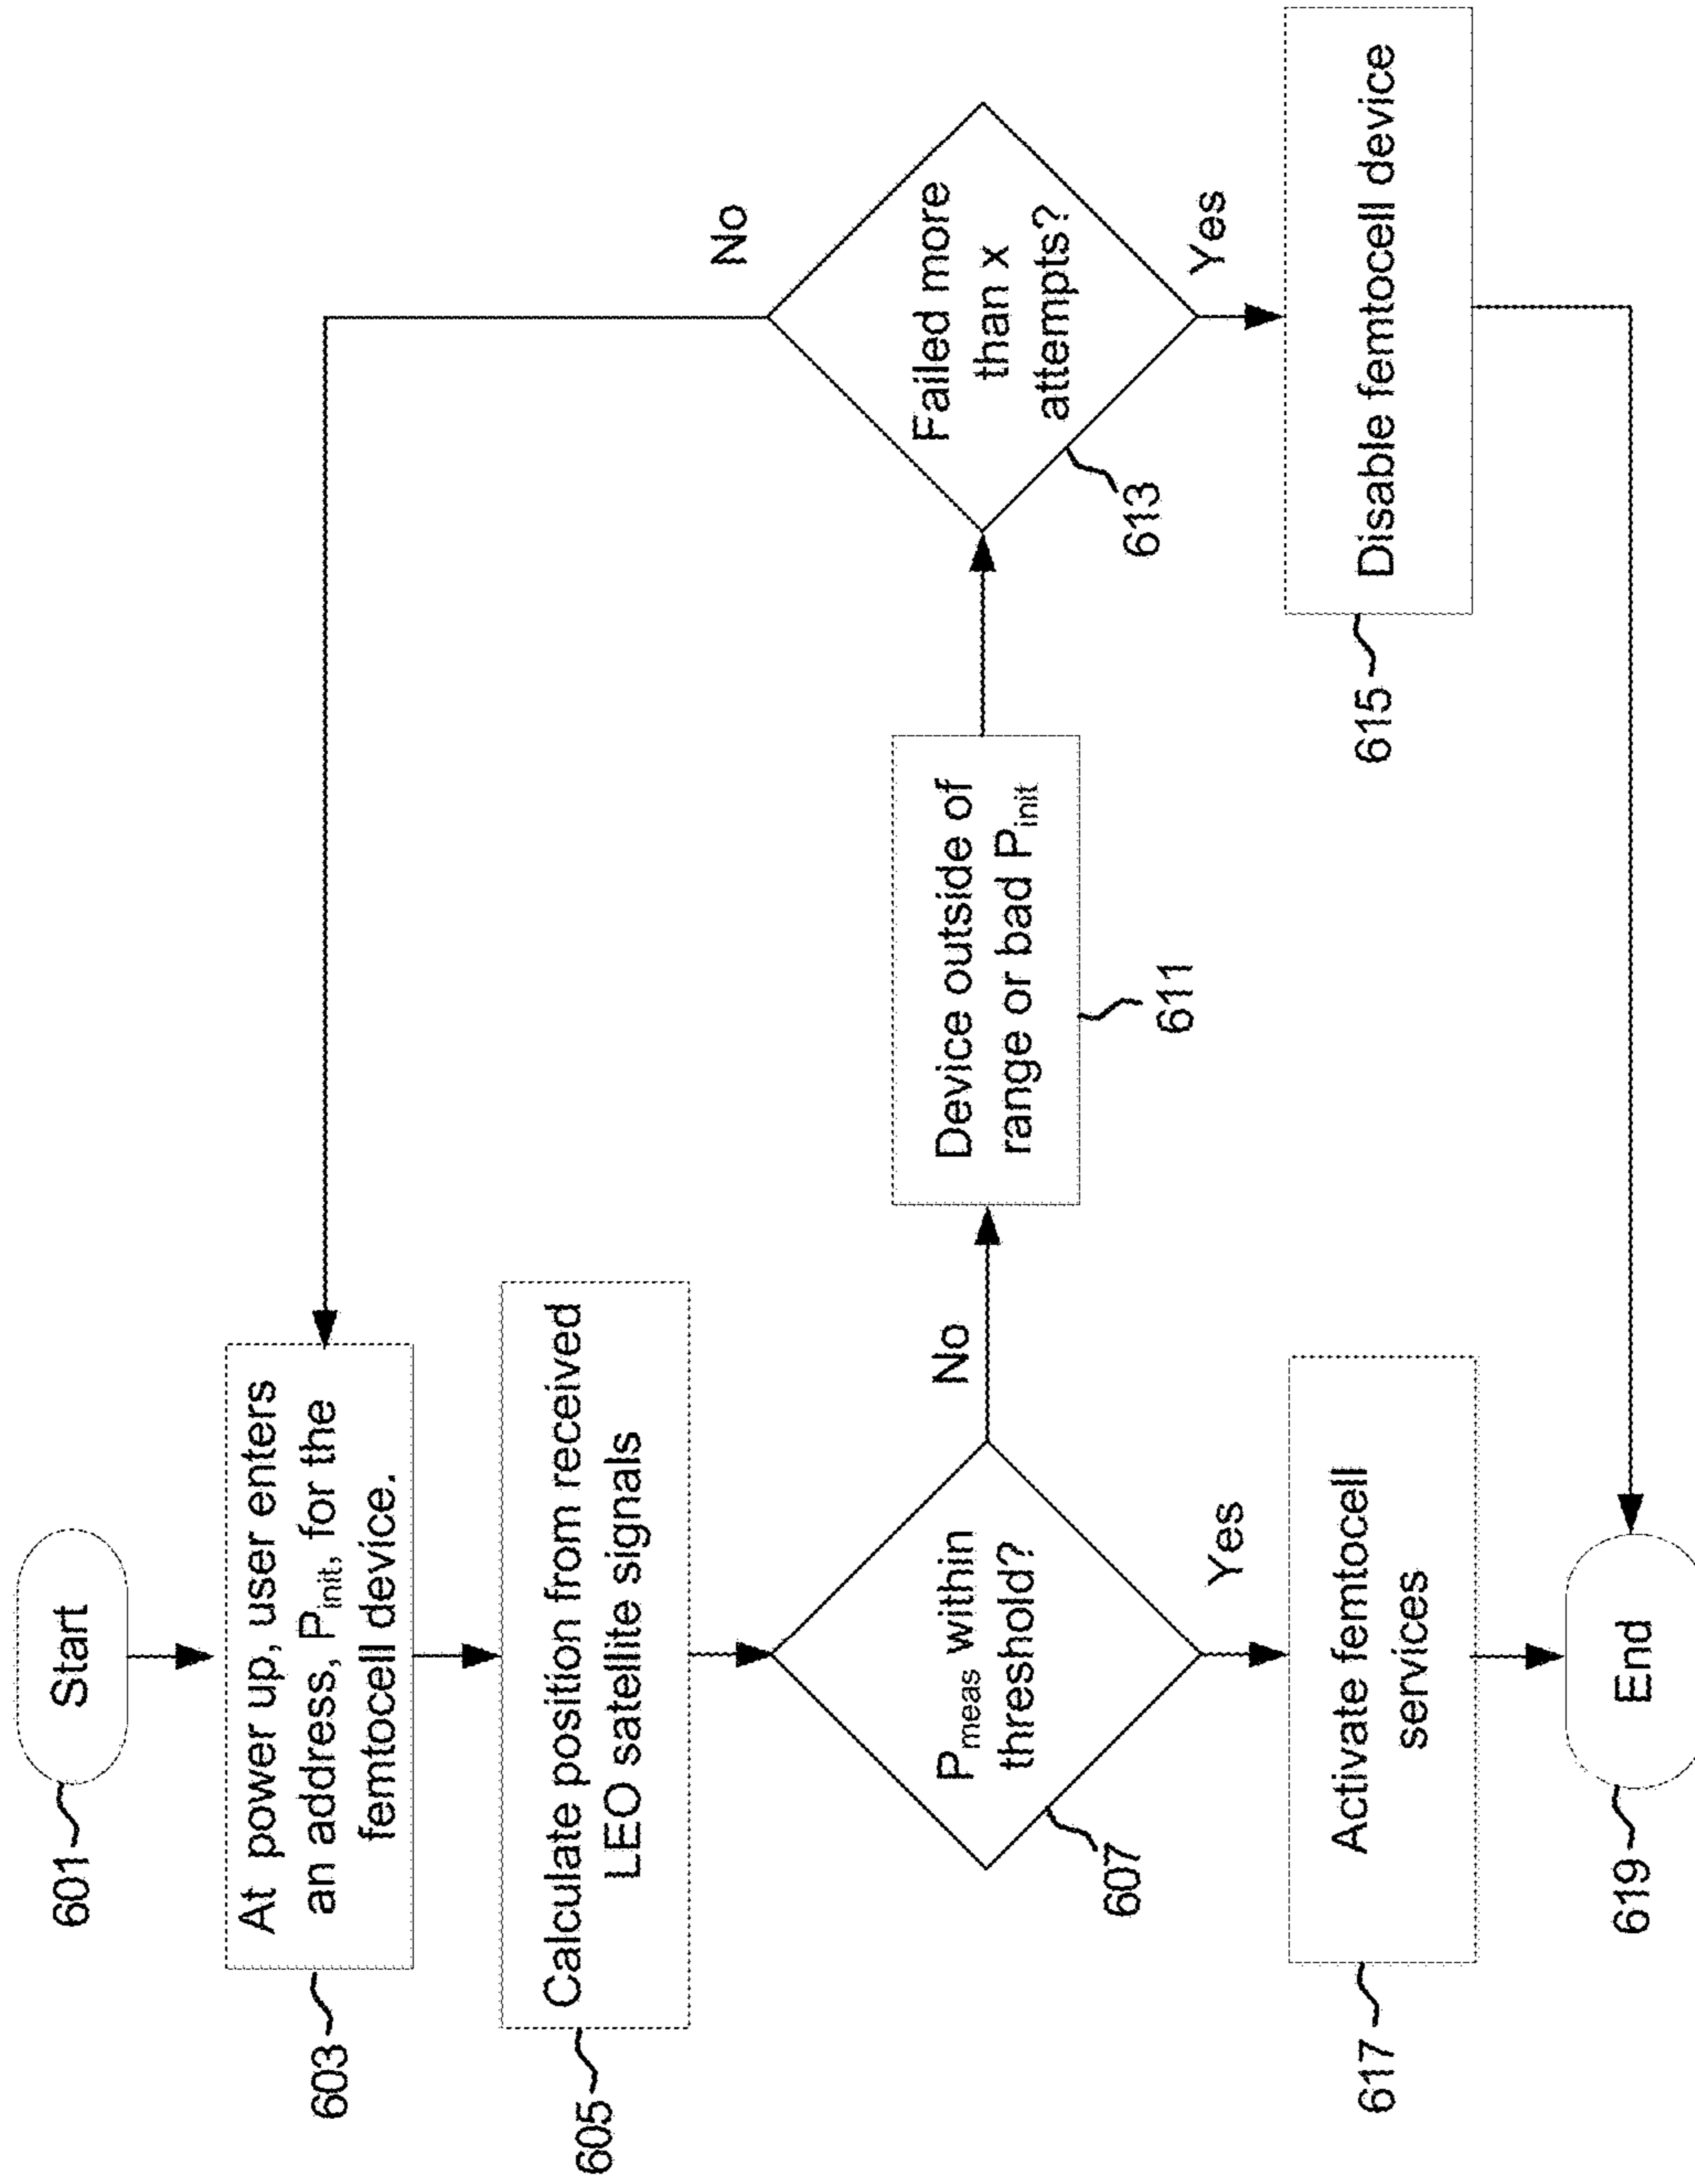 Start
601
At power up, user enters
an address, Pinit, for the
femtocell device.
603
Calculate position from received
LEO satellite signals
605
Pmeas within
threshold?
607
No
Yes
Device outside of
range or bad Pinit
611
Failed more
than x
attempts?
613
No
Yes
Disable femtocell device
615
Activate femtocell
services
617
End
619